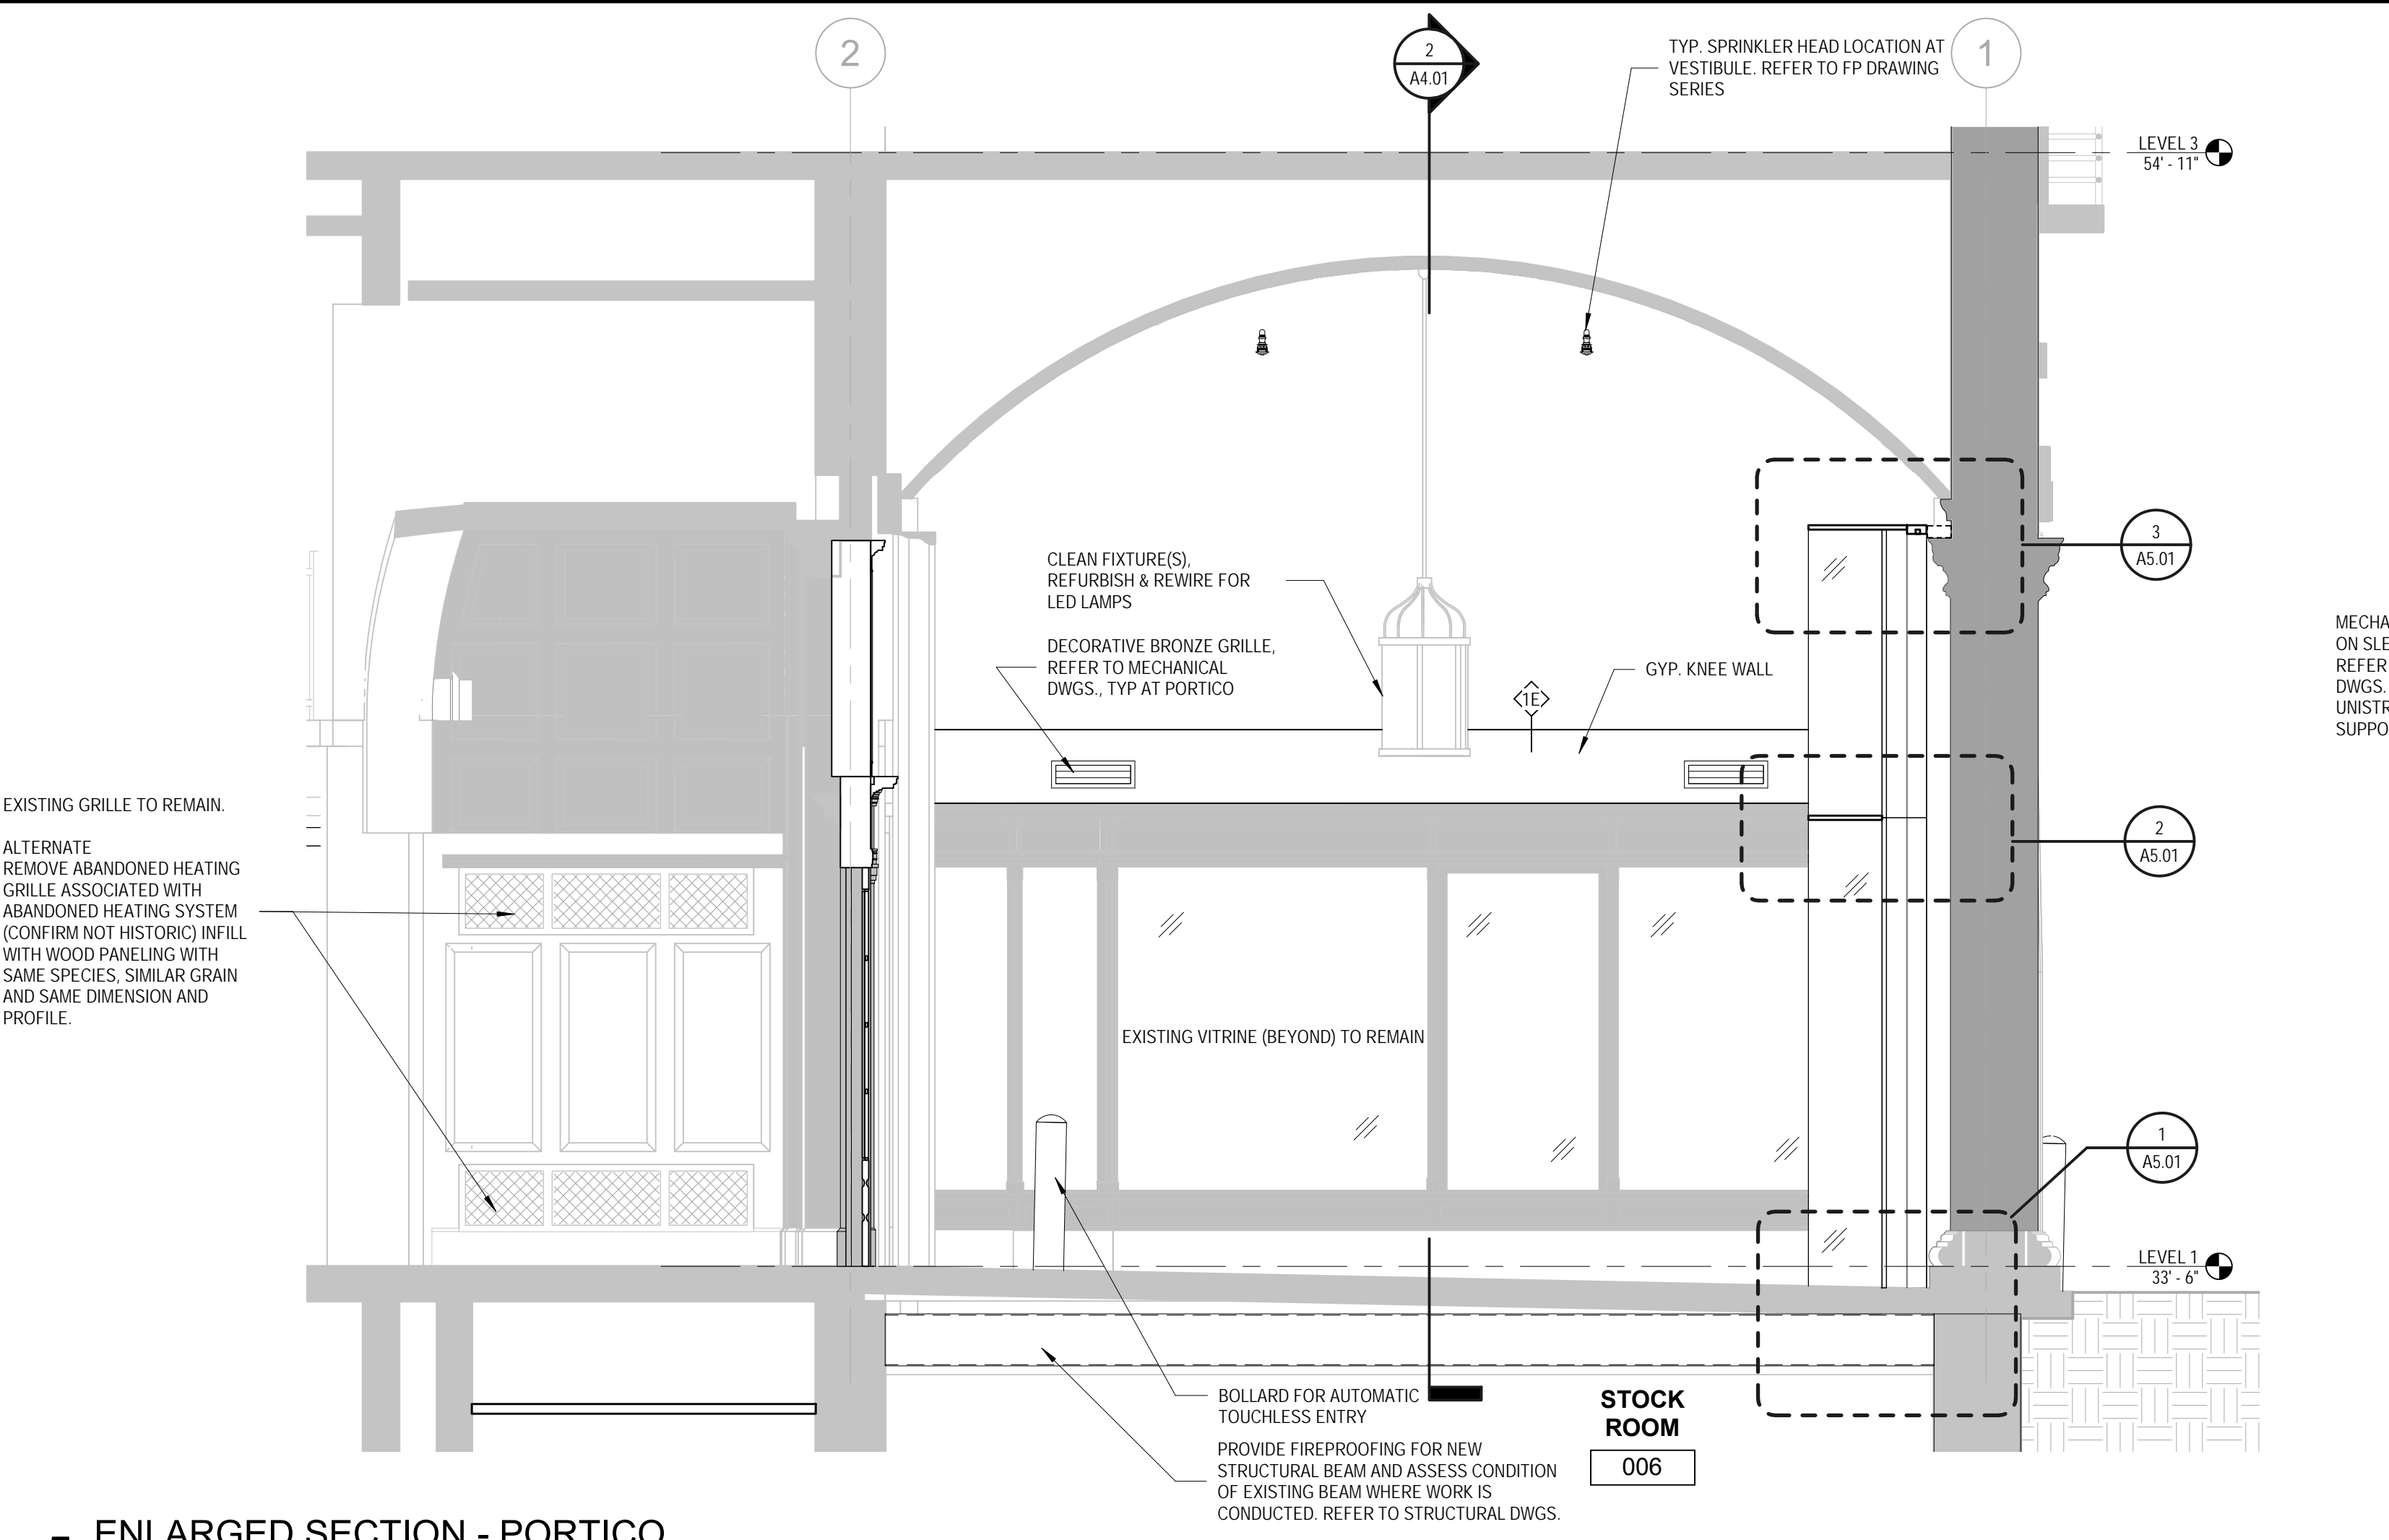 2
2
A4.01
TYP. SPRINKLER HEAD LOCATION AT
VESTIBULE. REFER TO FP DRAWING
SERIES
1
LEVEL 3
54' - 11"
3
A5.01
CLEAN FIXTURE(S),
REFURBISH & REWIRE FOR
LED LAMPS
DECORATIVE BRONZE GRILLE,
REFER TO MECHANICAL
DWGS., TYP AT PORTICO
1E
GYP. KNEE WALL
ON
REFER
DWGS.
EXISTING GRILLE TO REMAIN.
ALTERNATE
REMOVE ABANDONED HEATING
GRILLE ASSOCIATED WITH
ABANDONED HEATING SYSTEM
(CONFIRM NOT HISTORIC) INFILL
WITH WOOD PANELING WITH
SAME SPECIES, SIMILAR GRAIN
AND SAME DIMENSION AND
PROFILE.
2
A5.01
EXISTING VITRINE (BEYOND) TO REMAIN
1
A5.01
LEVEL 1
33' - 6"
BOLLARD FOR AUTOMATIC
TOUCHLESS ENTRY
PROVIDE FIREPROOFING FOR NEW
STRUCTURAL BEAM AND ASSESS CONDITION
OF EXISTING BEAM WHERE WORK IS
CONDUCTED. REFER TO STRUCTURAL DWGS.
STOCK
ROOM
006
ENLARGED SECTION - PORTICO